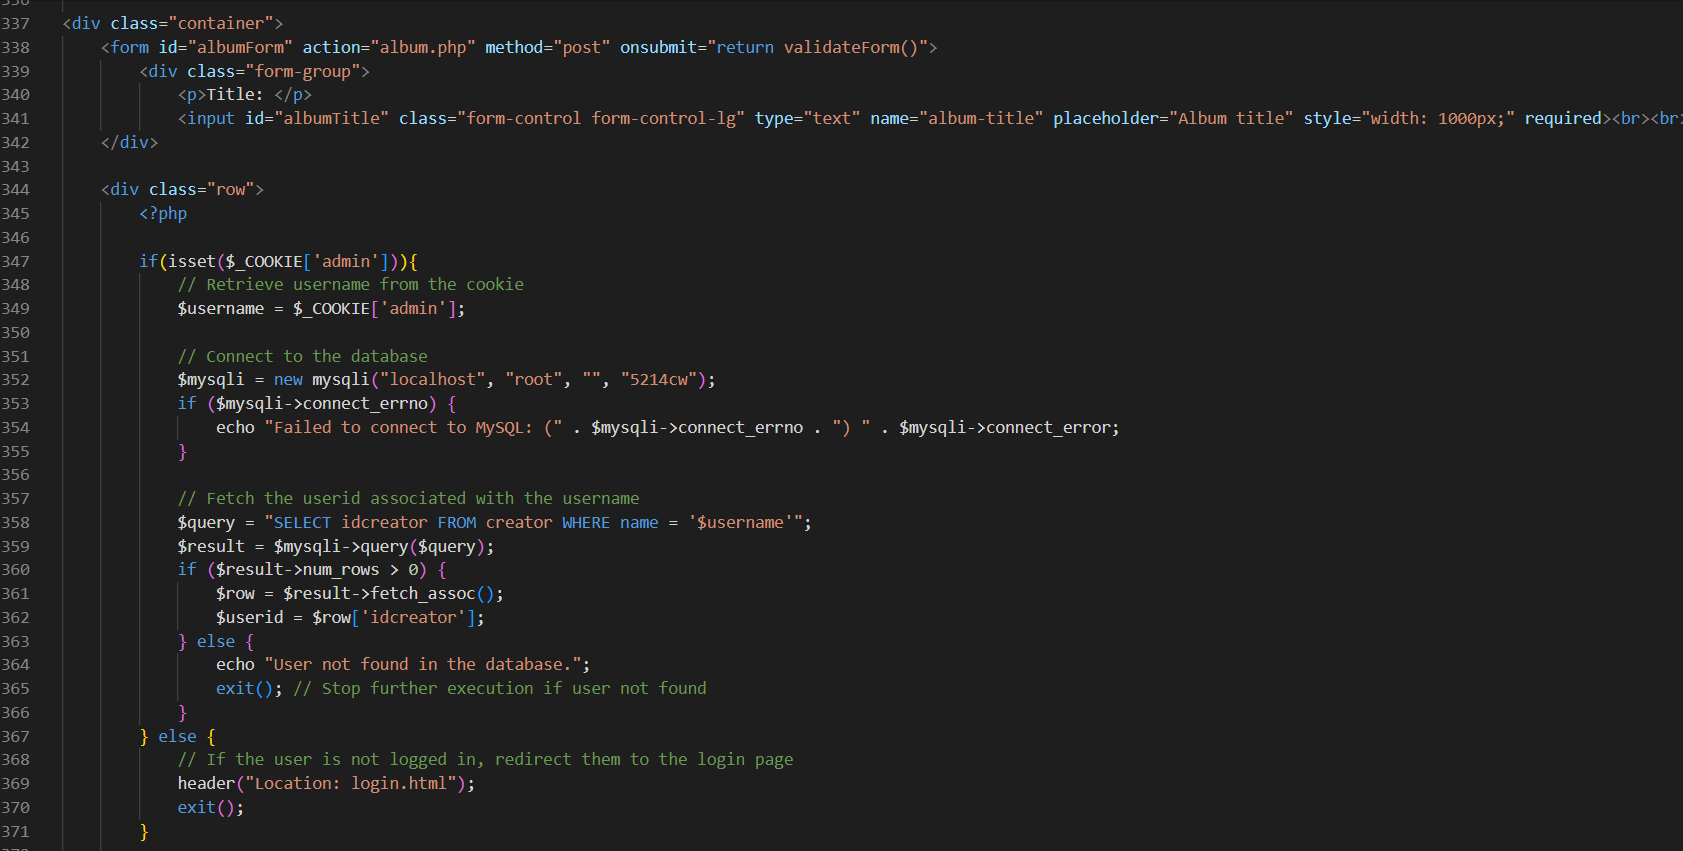 337 <div class="container">
338 <form id="albumForm" action="album.php" method="post" onsubmit="return validateForm()">
339 <div class="form-group">
340 <p>Title: </p>
341 <input id="albumTitle" class="form-control form-control-lg" type="text" name="album-title" placeholder="Album title" style="width: 1000px;" required><br><br>
342 </div>
343
344 <div class="row">
345 <?php
346
347 if(isset($_COOKIE['admin'])){
348 // Retrieve username from the cookie
349 $username = $_COOKIE['admin'];
350
351 // Connect to the database
352 $mysqli = new mysqli("localhost", "root", "", "5214cw");
353 if ($mysqli->connect_errno) {
354 echo "Failed to connect to MySQL: (" . $mysqli->connect_errno . ") " . $mysqli->connect_error;
355 }
356
357 // Fetch the userid associated with the username
358 $query = "SELECT idcreator FROM creator WHERE name = '$username'";
359 $result = $mysqli->query($query);
360 if ($result->num_rows > 0) {
361 $row = $result->fetch_assoc();
362 $userid = $row['idcreator'];
363 } else {
364 echo "User not found in the database.";
365 exit(); // Stop further execution if user not found
366 }
367 } else {
368 // If the user is not logged in, redirect them to the login page
369 header("Location: login.html");
370 exit();
371 }